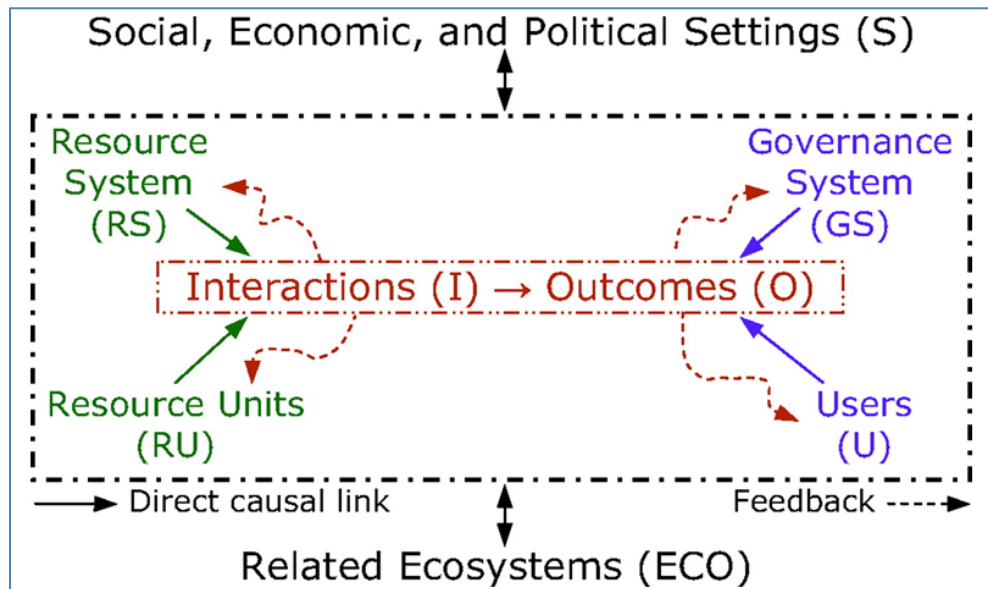 Social, Economic, and Political Settings (S)
Resource
System
(RS)
Governance
System
(GS)
Interactions (I) → Outcomes (O)
Resource Units
(RU)
Users
(U)
Direct causal link
Feedback
Related Ecosystems (ECO)